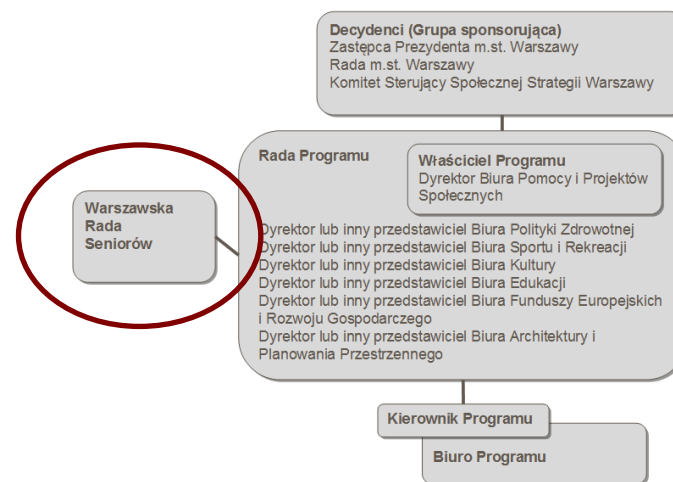 Decydenci (Grupa sponsorująca)
Zastępca Prezydenta m.st. Warszawy
Rada m.st. Warszawy
Komitet Sterujący Społecznej Strategii Warszawy
Rada Programu
Właściciel Programu
Dyrektor Biura Pomocy i Projektów
Społecznych
Warszawska
Rada
Seniorów
Dyrektor lub inny przedstawiciel Biura Polityki Zdrowotnej
Dyrektor lub inny przedstawiciel Biura Sportu i Rekreacji
Dyrektor lub inny przedstawiciel Biura Kultury
Dyrektor lub inny przedstawiciel Biura Edukacji
Dyrektor lub inny przedstawiciel Biura Funduszy Europejskich
i Rozwoju Gospodarczego
Dyrektor lub inny przedstawiciel Biura Architektury i
Planowania Przestrzennego
Kierownik Programu
Biuro Programu